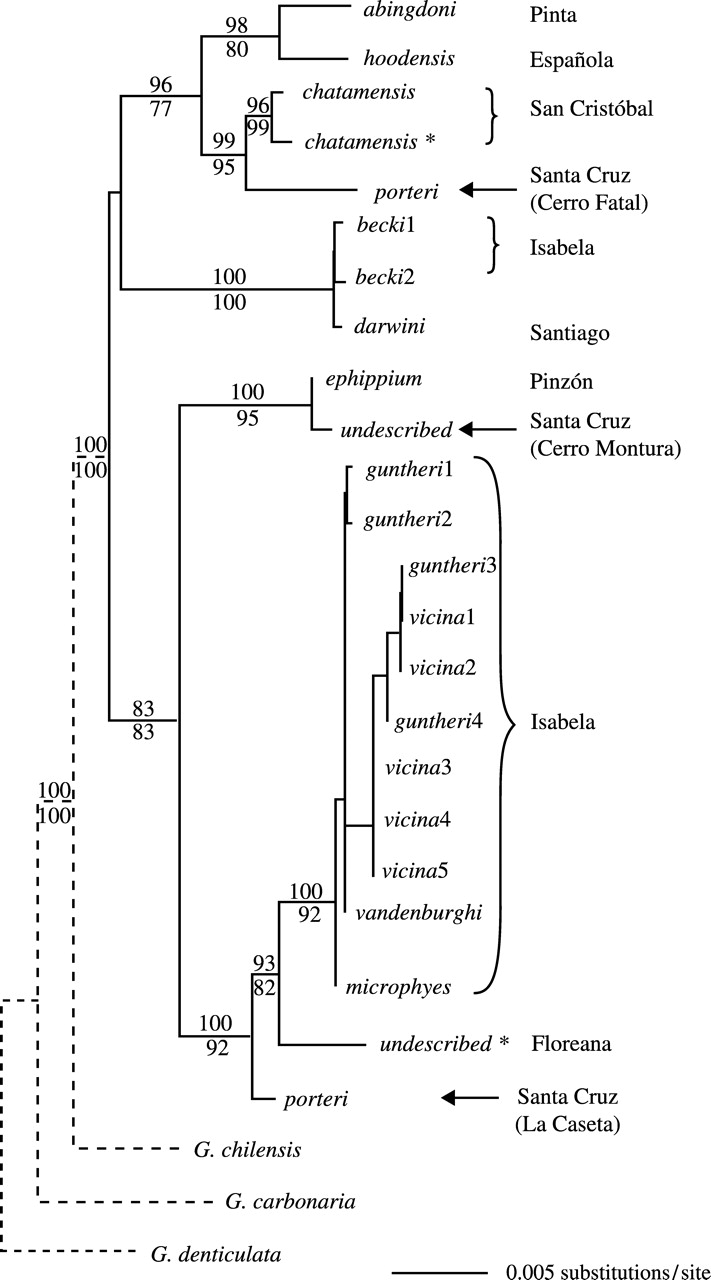 abingdoni Pinta
98
80
hoodensis Española
96
77
chatamensis
96
99
San Cristóbal
99
95
chatamensis *
porteri Santa Cruz
(Cerro Fatal)
becki1
Isabela
100
100
becki2
darwini Santiago
ephippium Pinzón
100
95
undescribed Santa Cruz
(Cerro Montura)
100
100
guntheri1
guntheri2
guntheri3
vicina1
vicina2
83
83
guntheri4 Isabela
vicina3
100
100
vicina4
vicina5
100
92
vandenburghi
93
82
microphyes
100
92
undescribed * Floreana
porteri Santa Cruz
(La Caseta)
G. chilensis
G. carbonaria
G. denticulata
0.005 substitutions/site